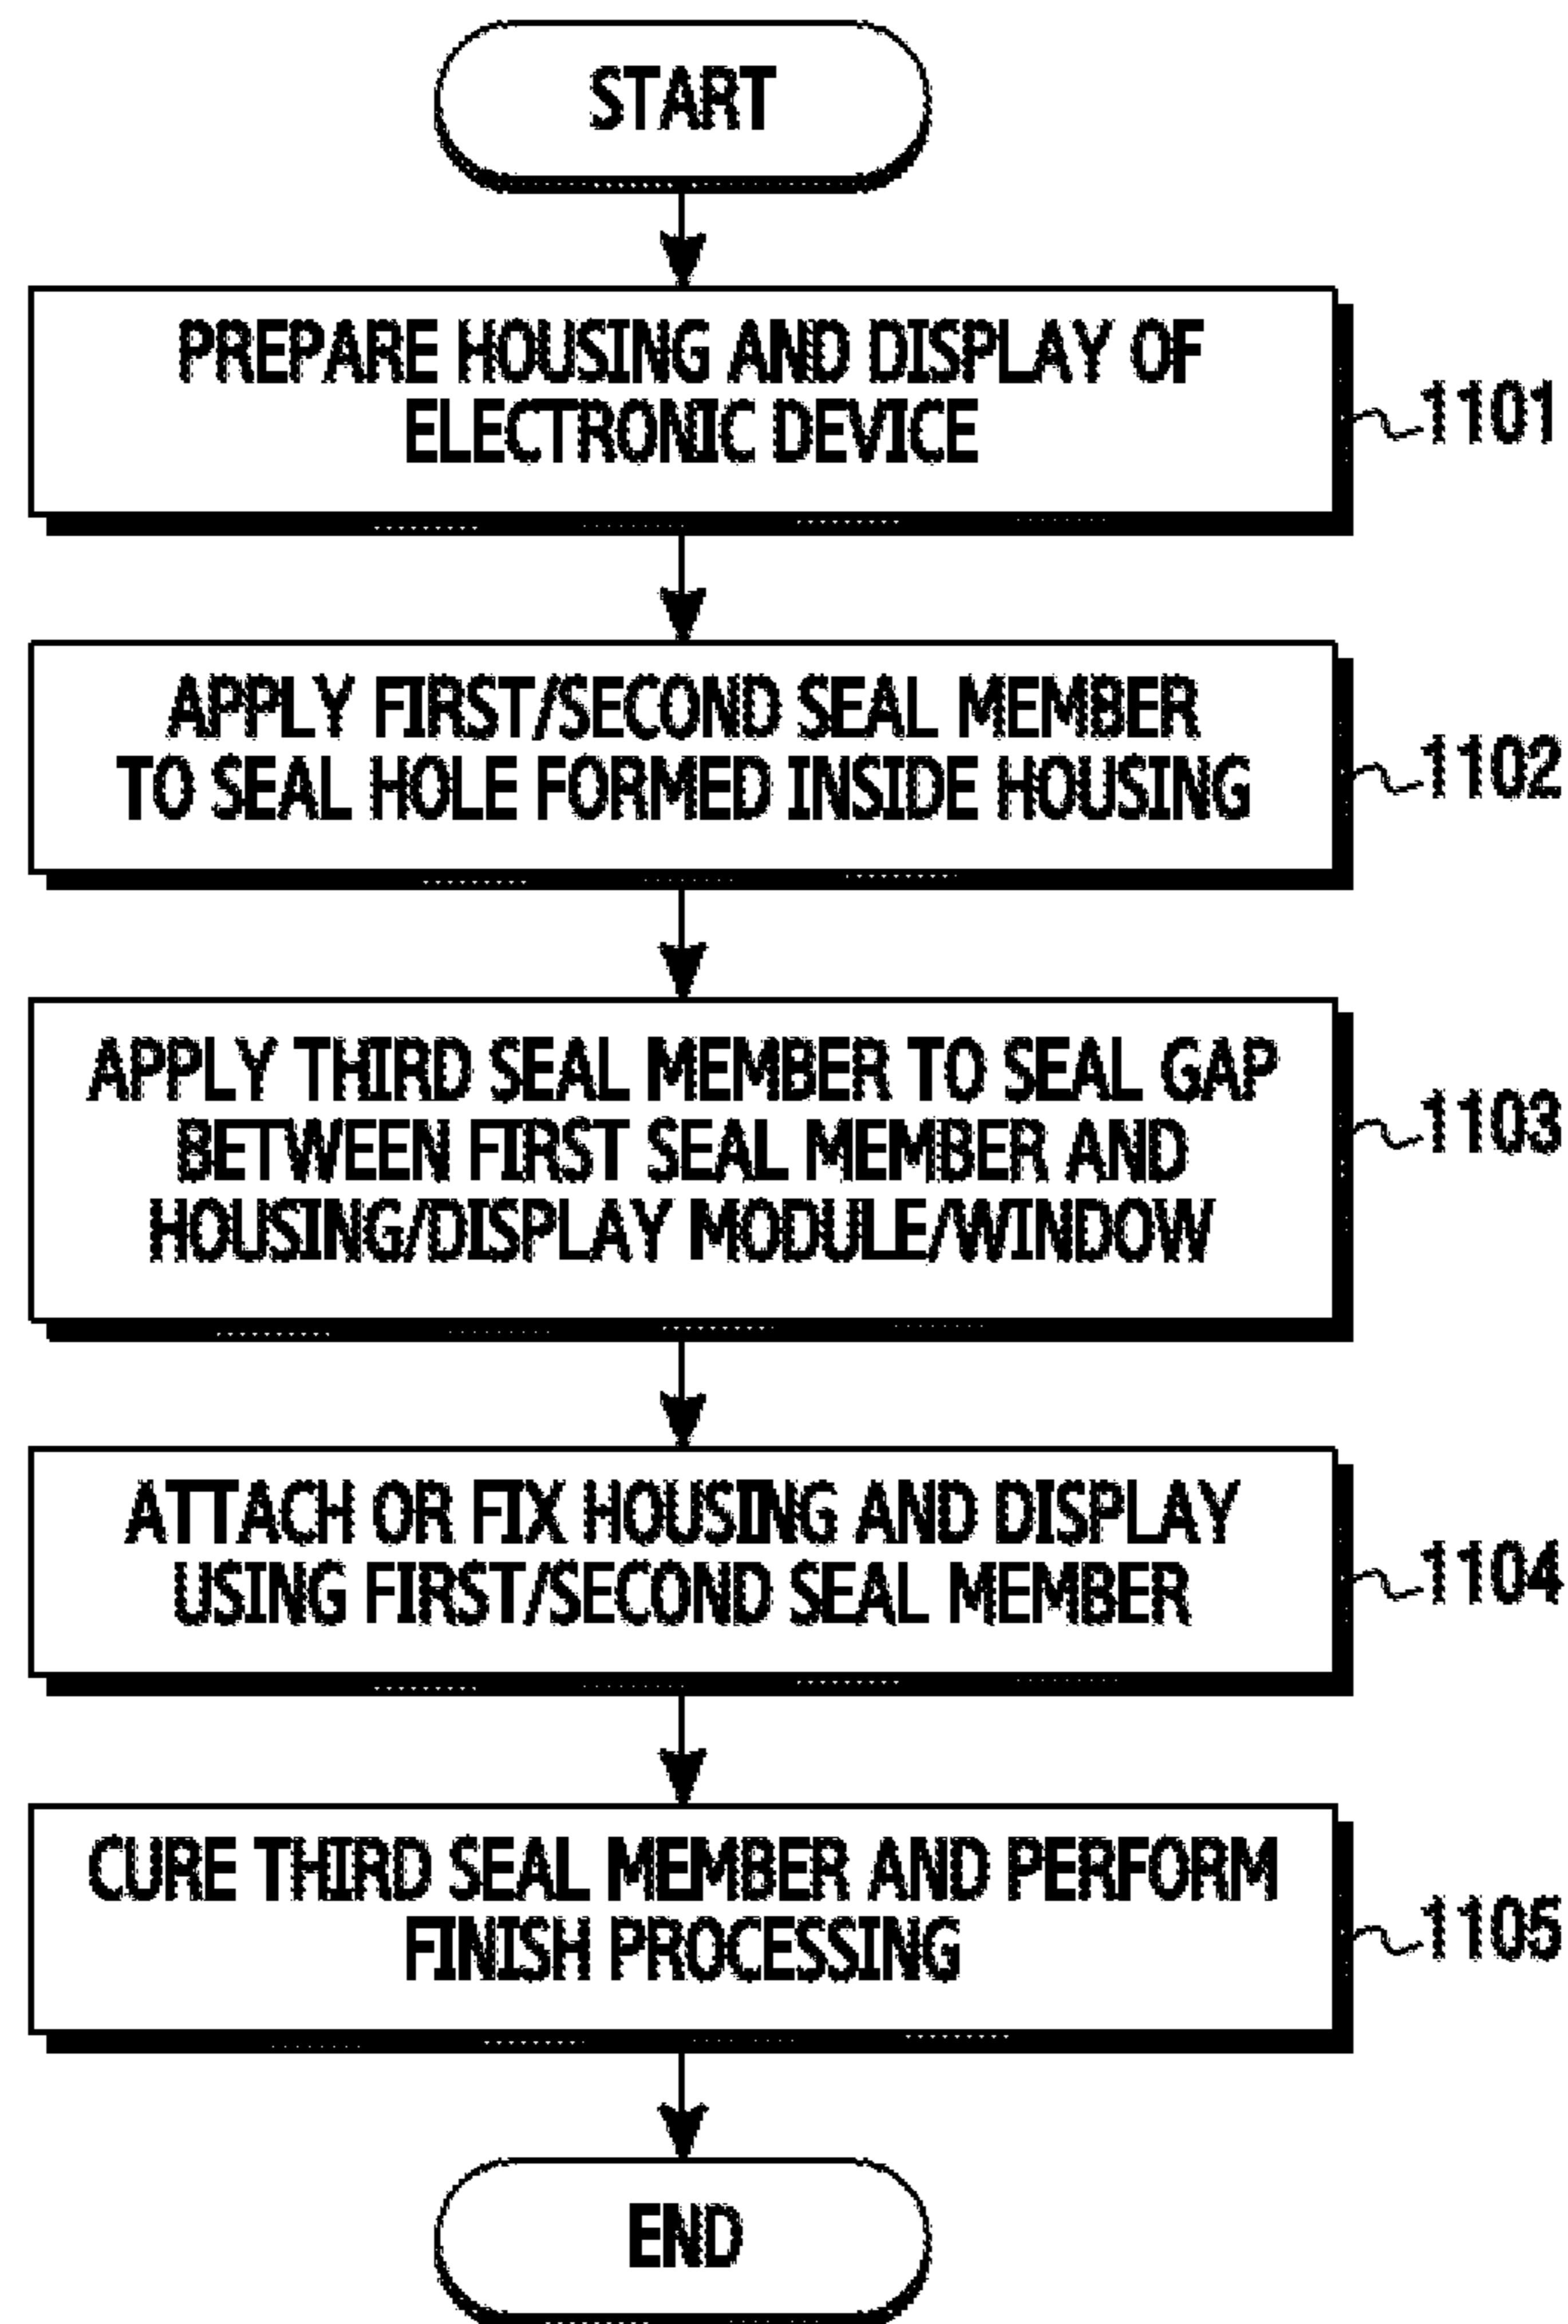 START
PREPARE HOUSING AND DISPLAY OF
ELECTRONIC DEVICE
1101
APPLY FIRST/SECOND SEAL MEMBER
TO SEAL HOLE FORMED INSIDE HOUSING
1102
APPLY THIRD SEAL MEMBER TO SEAL GAP
BETWEEN FIRST SEAL MEMBER AND
HOUSING/DISPLAY MODULE/WINDOW
1103
ATTACH OR FIX HOUSING AND DISPLAY
USING FIRST/SECOND SEAL MEMBER
1104
CURE THIRD SEAL MEMBER AND PERFORM
FINISH PROCESSING
1105
END